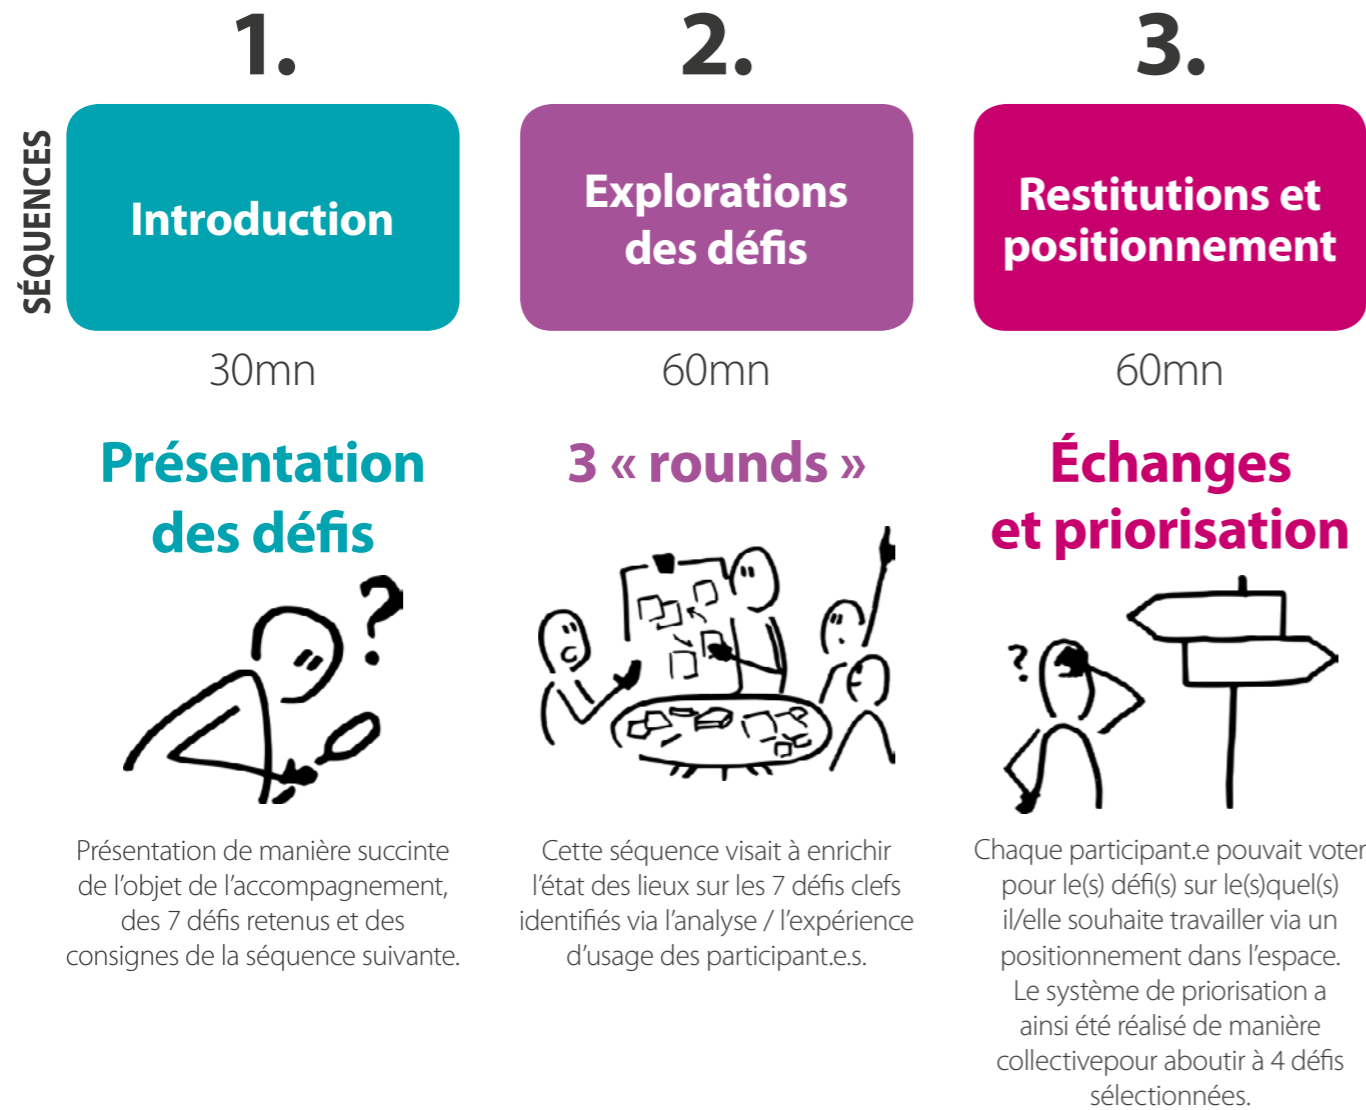 SÉQUENCES
1.
Introduction
30mn
Présentation
des défis
?
Présentation de manière succinte
de l'objet de l'accompagnement,
des 7 défis retenus et des
consignes de la séquence suivante.
2.
Explorations
des défis
60mn
3 « rounds »
Cette séquence visait à enrichir
l'état des lieux sur les 7 défis clefs
identifiés via l'analyse / l'expérience
d'usage des participant.e.s.
3.
Restitutions et
positionnement
60mn
Échanges
et priorisation
?
Chaque participant.e pouvait voter
pour le(s) défi(s) sur le(s)quel(s)
il/elle souhaite travailler via un
positionnement dans l'espace.
Le système de priorisation a
ainsi été réalisé de manière
collectivepour aboutir à 4 défis
sélectionnées.